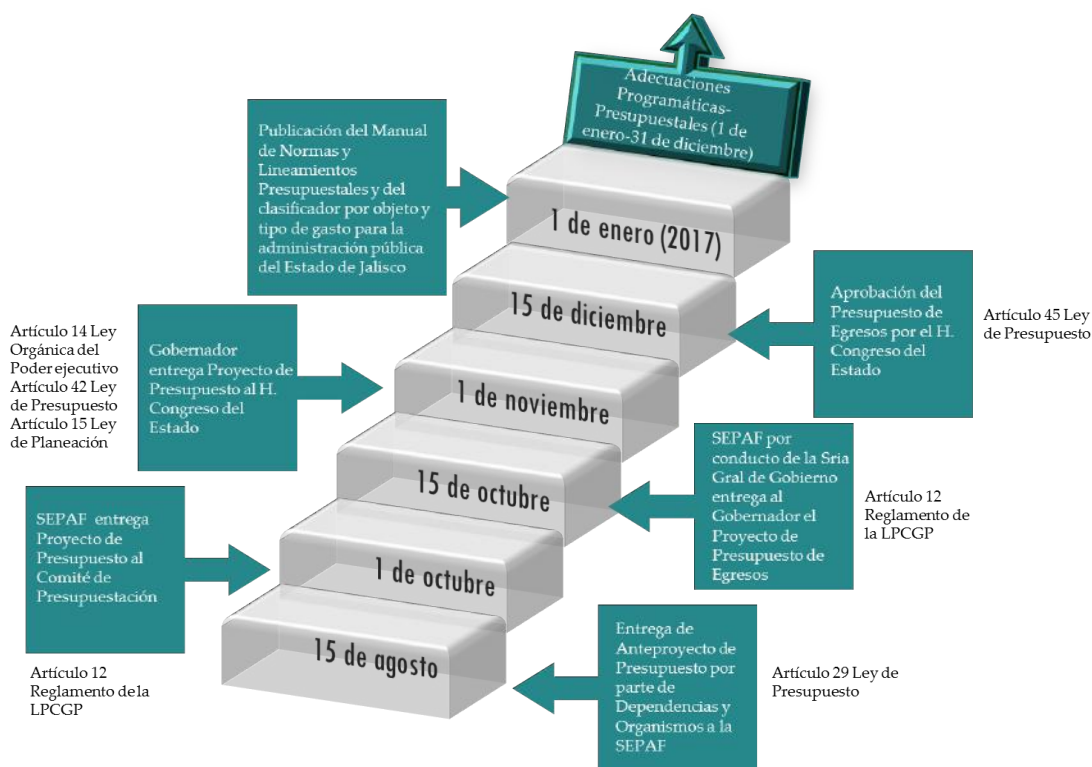 Adecuaciones
Programáticas-
Presupuestales (1 de
enero-31 de diciembre)
Publicación del Manual
de Normas y
Lineamientos
Presupuestales y del
clasificador por objeto y
tipo de gasto para la
administración pública
del Estado de Jalisco
1 de enero (2017)
15 de diciembre
Aprobación del
Presupuesto de
Egresos por el H.
Congreso del
Estado
Artículo 45 Ley
de Presupuesto
Artículo 14 Ley
Orgánica del
Poder ejecutivo
Artículo 42 Ley
de Presupuesto
Artículo 15 Ley
de Planeación
Gobernador
entrega Proyecto de
Presupuesto al H.
Congreso del
Estado
1 de noviembre
15 de octubre
SEPAF por
conducto de la Sria
Gral de Gobierno
entrega al
Gobernador el
Proyecto de
Presupuesto de
Egresos
Artículo 12
Reglamento de
la LPCGP
SEPAF entrega
Proyecto de
Presupuesto al
Comité de
Presupuestación
Artículo 12
Reglamento de la
LPCGP
1 de octubre
15 de agosto
Entrega de
Anteproyecto de
Presupuesto por
parte de
Dependencias y
Organismos a la
SEPAF
Artículo 29 Ley de
Presupuesto